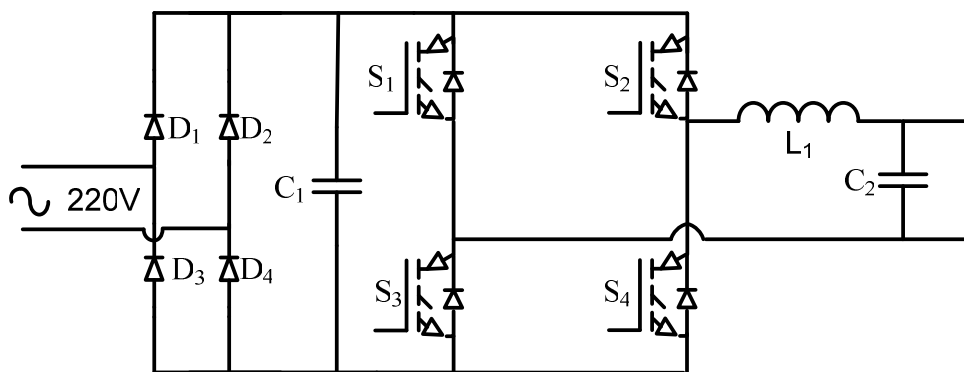 S₁
S₂
D₁
D₂
L₁
C₁
C₂
220V
D₃
D₄
S₃
S₄